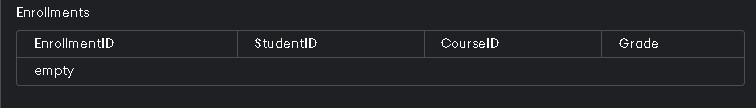 Enrollments
EnrollmentID StudentID CourseID Grade
empty